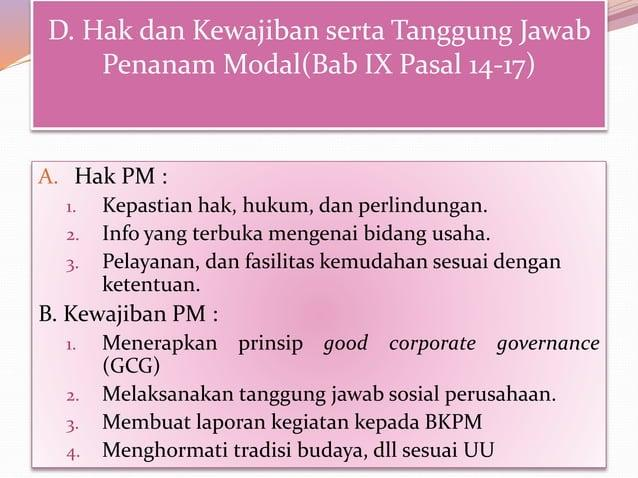 D. Hak dan Kewajiban serta Tanggung Jawab
Penanam Modal(Bab IX Pasal 14-17)
A. Hak PM :
1. Kepastian hak, hukum, dan perlindungan.
2. Info yang terbuka mengenai bidang usaha.
3. Pelayanan, dan fasilitas kemudahan sesuai dengan
ketentuan.
B. Kewajiban PM :
1. Menerapkan prinsip good corporate governance
(GCG)
2. Melaksanakan tanggung jawab sosial perusahaan.
3. Membuat laporan kegiatan kepada BKPM
4. Menghormati tradisi budaya, dll sesuai UU